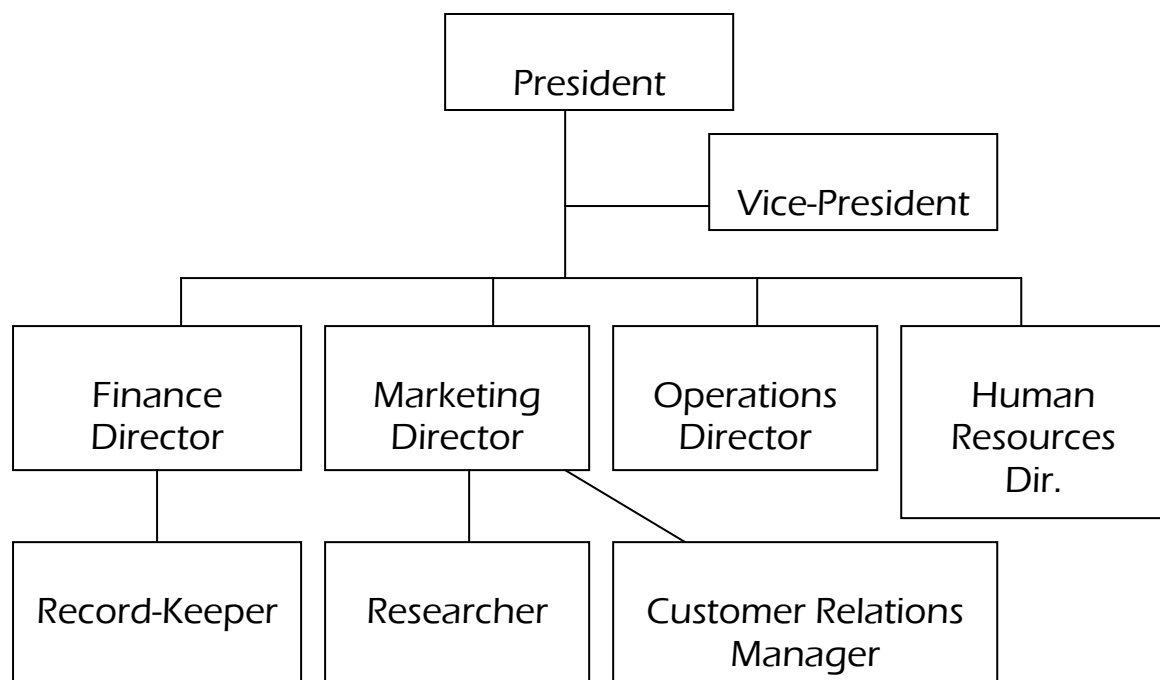 President
Vice-President
Finance
Director
Marketing
Director
Operations
Director
Human
Resources
Dir.
Record-Keeper
Researcher
Customer Relations
Manager